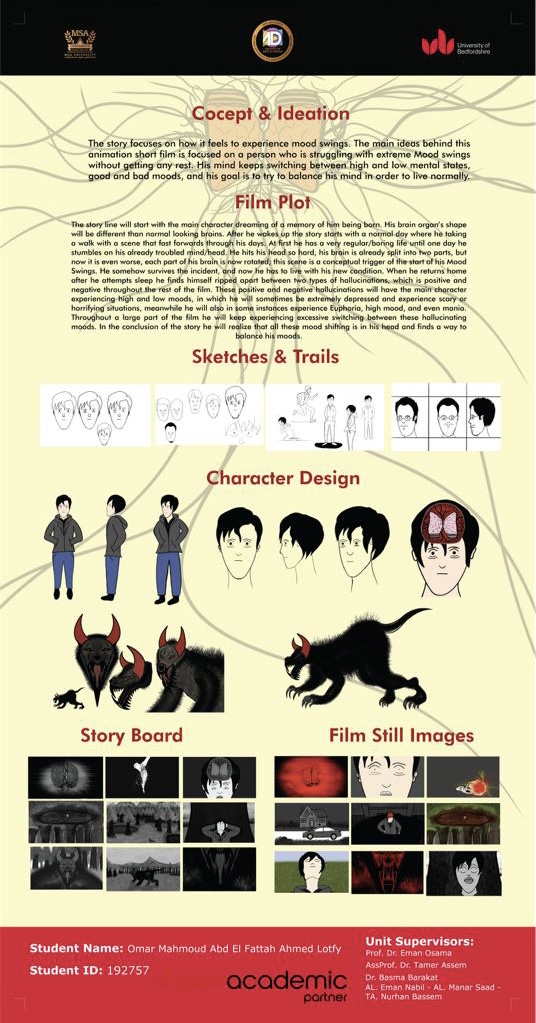 MSA
MSA UNIVERSITY
AD
University of
Bedfordshire
Cocept & Ideation
The story focuses on how it feels to experience mood swings. The main ideas behind this
animation short film is focused on a person who is struggling with extreme Mood swings
without getting any rest. His mind keeps switching between high and low mental states,
good and bad moods, and his goal is to try to balance his mind in order to live normally.
Film Plot
The story line will start with the main character dreaming of a memory of him being born. His brain organ's shape
will be different than normal looking brains. After he wakes up the story starts with a normal day where he taking
a walk with a scene that fast forwards through his days. At first he has a very regular/boring life until one day he
stumbles on his already troubled mind/head. He hits his head so hard, his brain is already split into two parts, but
now it is even worse, each part of his brain is now rotated; this scene is a conceptual trigger of the start of his Mood
Swings. He somehow survives the incident, and now he has to live with his new condition. When he returns home
after he attempts sleep he finds himself ripped apart between two types of hallucinations, which is positive and
negative throughout the rest of the film. These positive and negative hallucinations will have the main character
experiencing high and low moods, in which he will sometimes be extremely depressed and experience scary or
horrifying situations, meanwhile he will also in some instances experience Euphoria, high mood, and even mania.
Throughout a large part of the film he will keep experiencing excessive switching between these hallucinating
moods. In the conclusion of the story he will realize that all these mood shifting is in his head and finds a way to
balance his moods.
Sketches & Trails
Character Design
Story Board
Film Still Images
Student Name: Omar Mahmoud Abd El Fattah Ahmed Lotfy
Student ID: 192757
academic
partner
Unit Supervisors:
Prof. Dr. Eman Osama
AssProf. Dr. Tamer Assem
Dr. Basma Barakat
AL. Eman Nabil - AL. Manar Saad -
TA. Nurhan Bassem